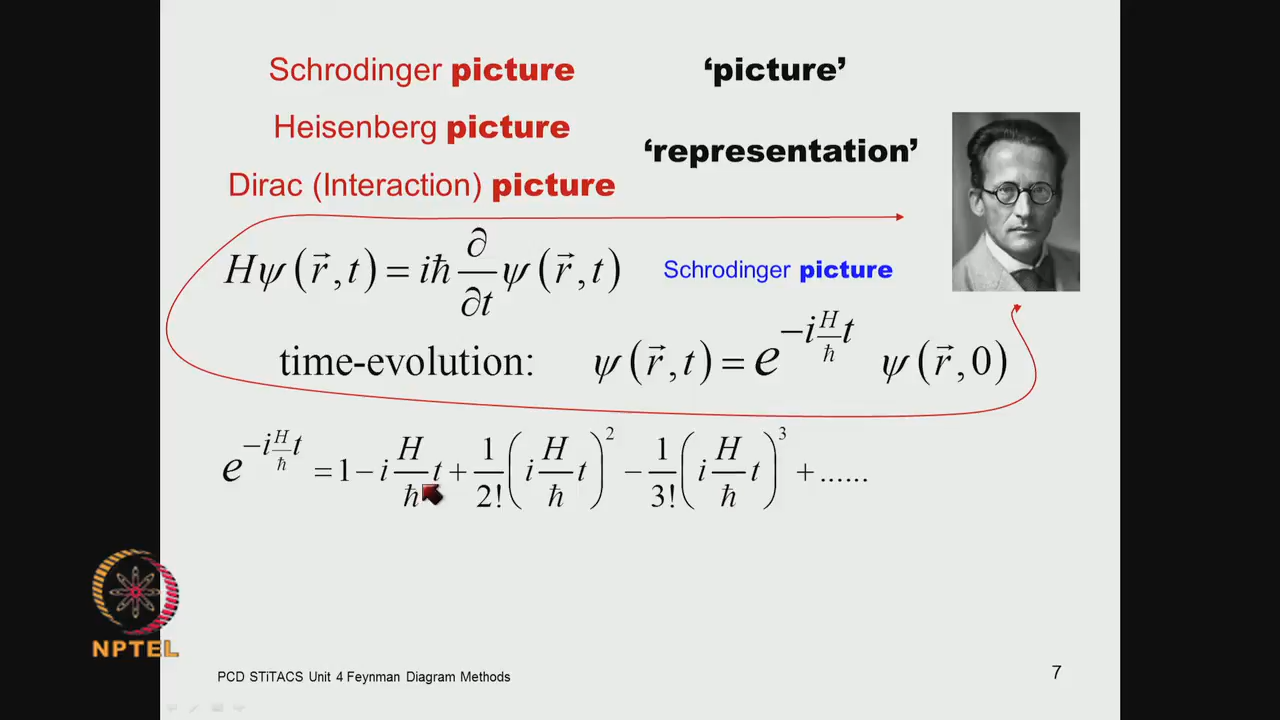 Schrodinger picture
‘picture’
Heisenberg picture
‘representation’
Dirac (Interaction) picture
Hψ(r⃗,t) = iħ ∂/∂t ψ(r⃗,t)
Schrodinger picture
time-evolution: ψ(r⃗,t) = e^{−i(H/ħ)t} ψ(r⃗,0)
e^{−i(H/ħ)t} = 1 − i(H/ħ)t + 1/2! (i(H/ħ)t)² − 1/3! (i(H/ħ)t)³ + ......
NPTEL
PCD STiTACS Unit 4 Feynman Diagram Methods
7